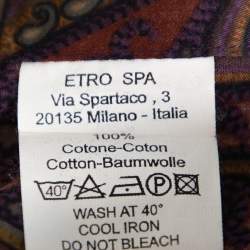 ETRO SPA
Via Spartaco , 3
20135 Milano - Italia
100%
Cotone-Coton
Cotton-Baumwolle
40° A P
WASH AT 40°
COOL IRON
DO NOT BLEACH